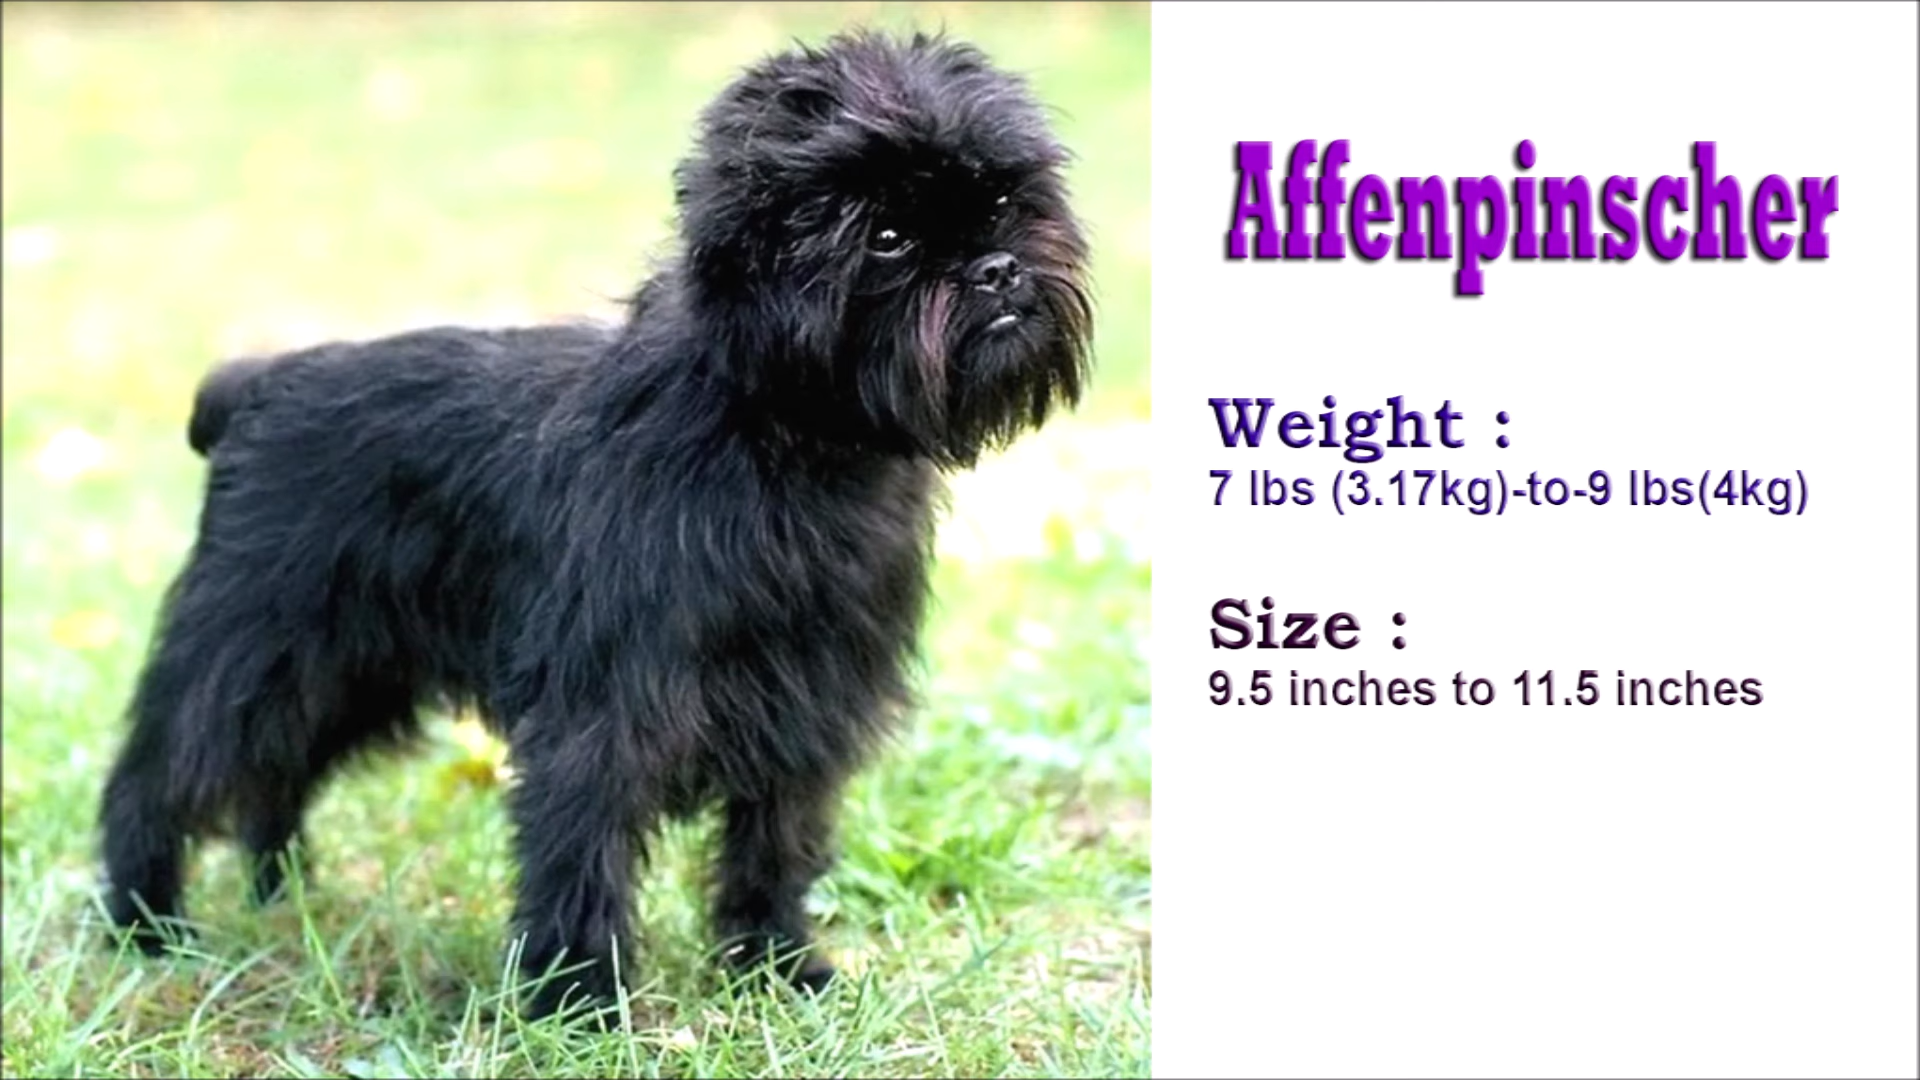 Affenpinscher
Weight :
7 lbs (3.17kg)-to-9 lbs(4kg)
Size :
9.5 inches to 11.5 inches